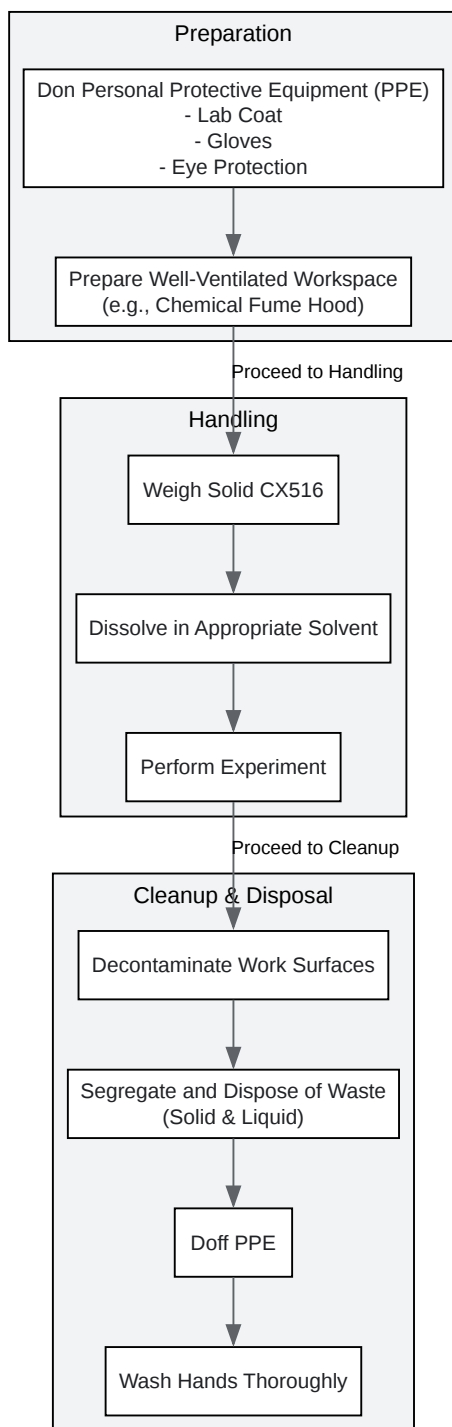 Preparation
Don Personal Protective Equipment (PPE)
- Lab Coat
- Gloves
- Eye Protection
Prepare Well-Ventilated Workspace
(e.g., Chemical Fume Hood)
Proceed to Handling
Handling
Weigh Solid CX516
Dissolve in Appropriate Solvent
Perform Experiment
Proceed to Cleanup
Cleanup & Disposal
Decontaminate Work Surfaces
Segregate and Dispose of Waste
(Solid & Liquid)
Doff PPE
Wash Hands Thoroughly